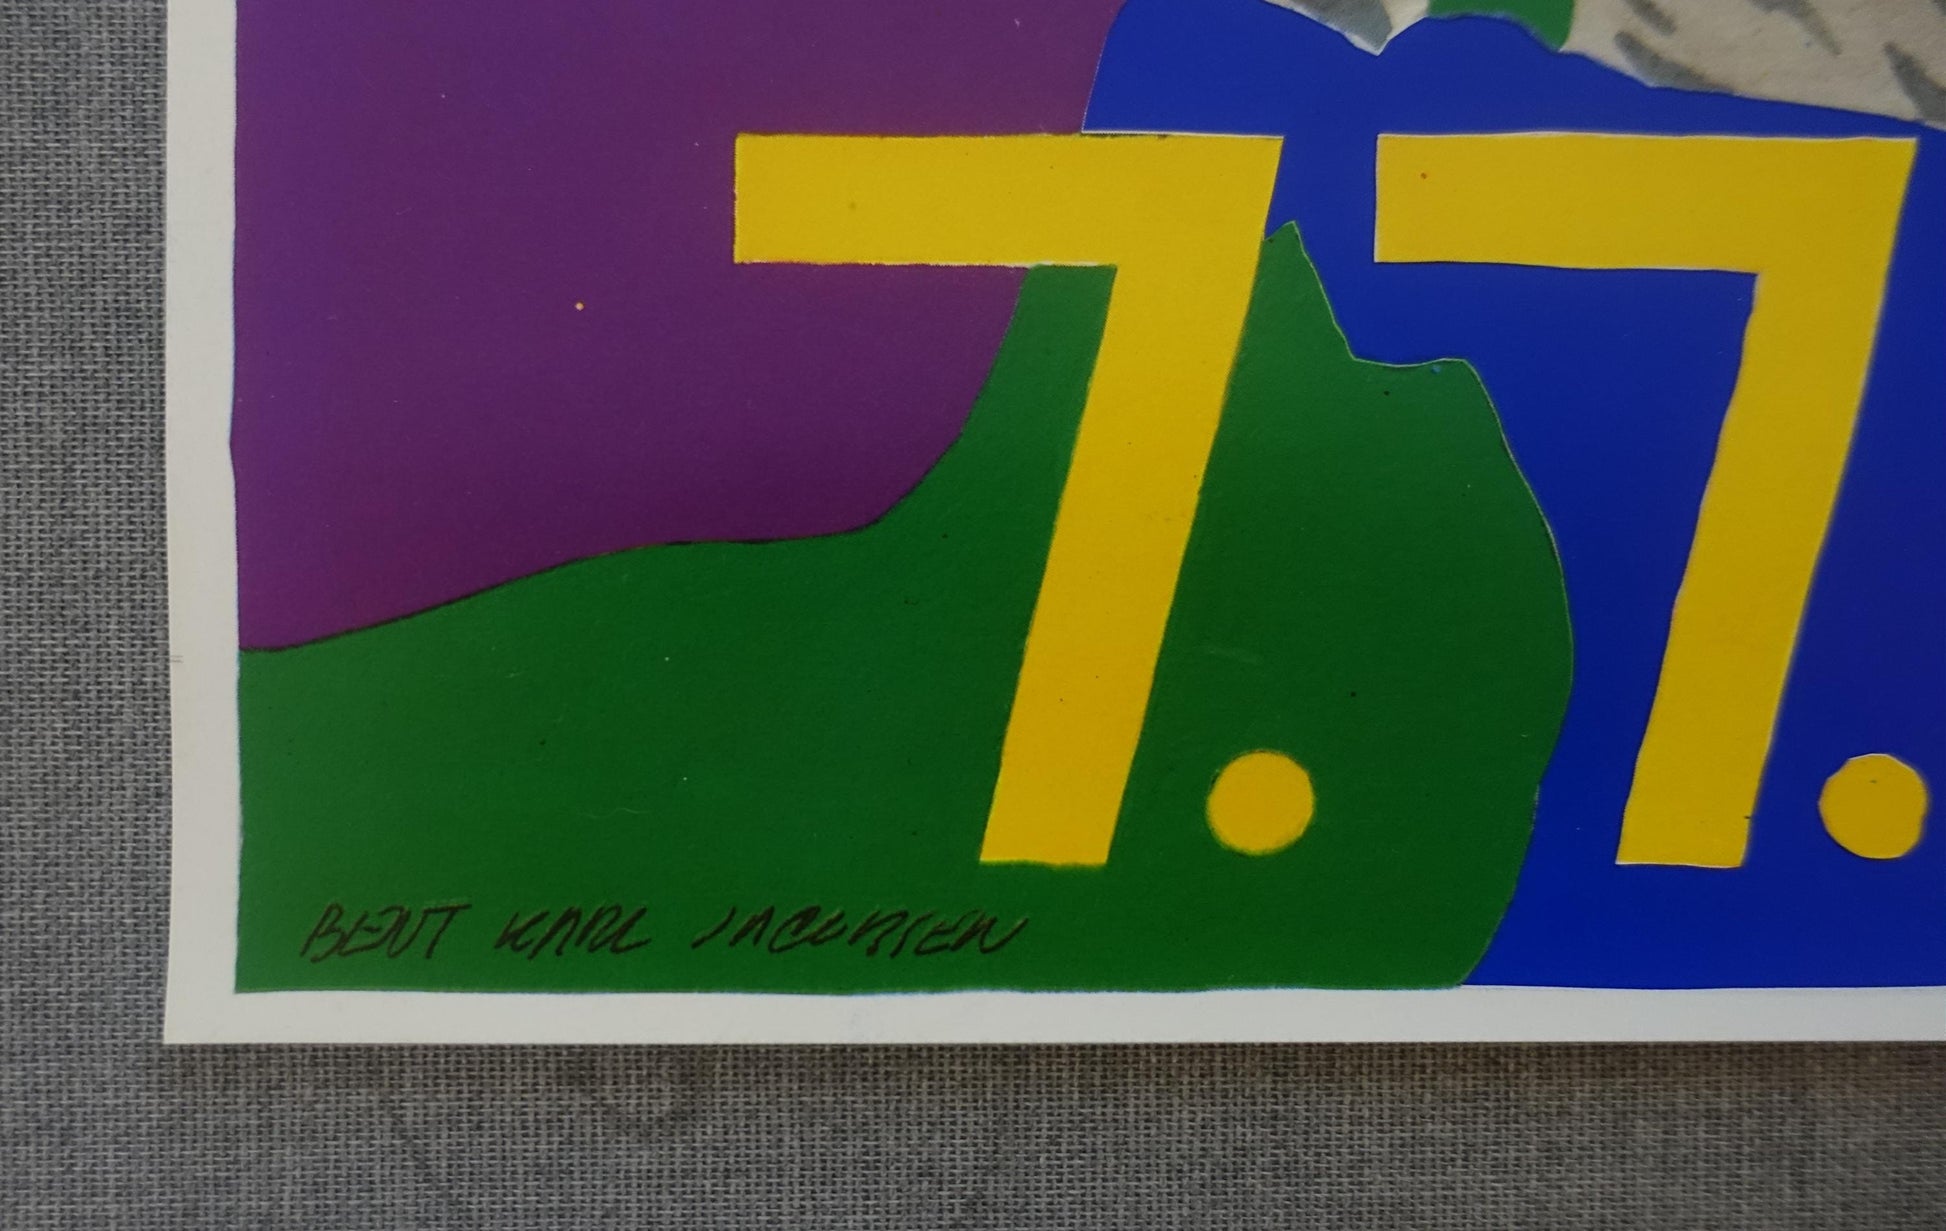 7. 7.
BENT KARL JACOBSEN